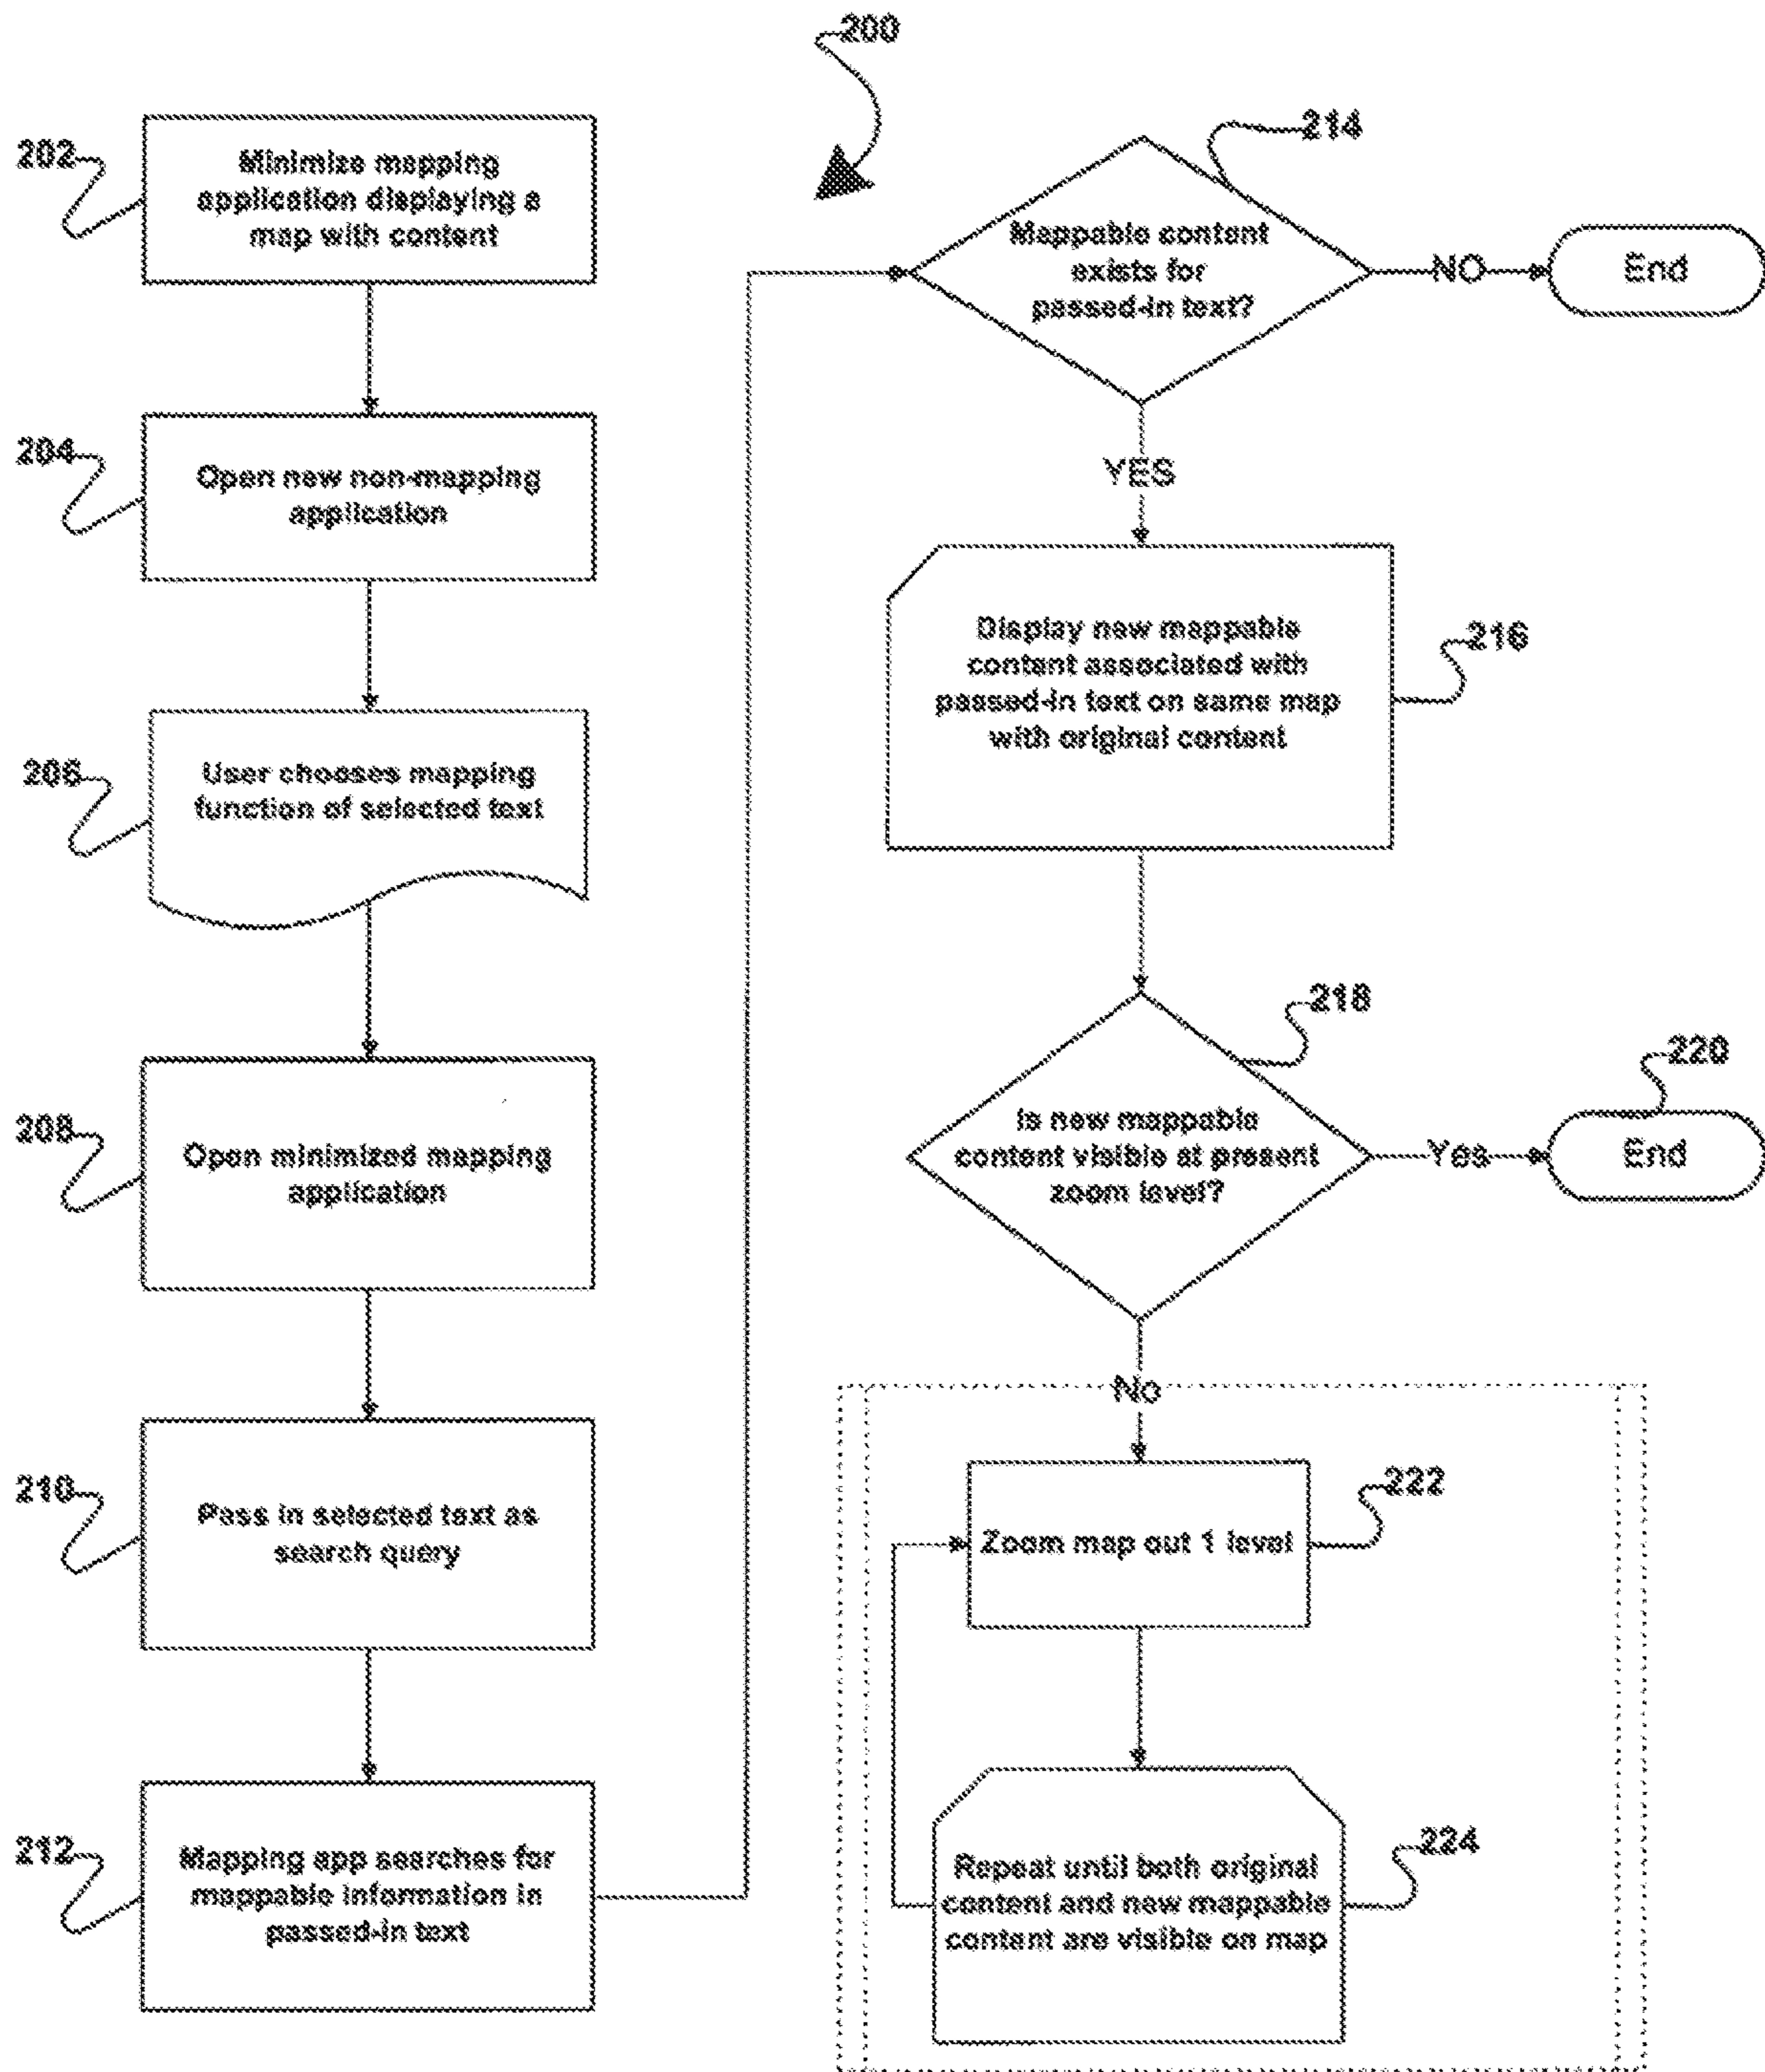 200
202
Minimize mapping
application displaying a
map with content
204
Open new non-mapping
application
206
User chooses mapping
function of selected text
208
Open minimized mapping
application
210
Pass in selected text as
search query
212
Mapping app searches for
mappable information in
passed-in text
214
Mappable content
exists for
passed-in text?
NO
End
YES
216
Display new mappable
content associated with
passed-in text on same map
with original content
218
Is new mappable
content visible at present
zoom level?
Yes
220
End
No
222
Zoom map out 1 level
224
Repeat until both original
content and new mappable
content are visible on map